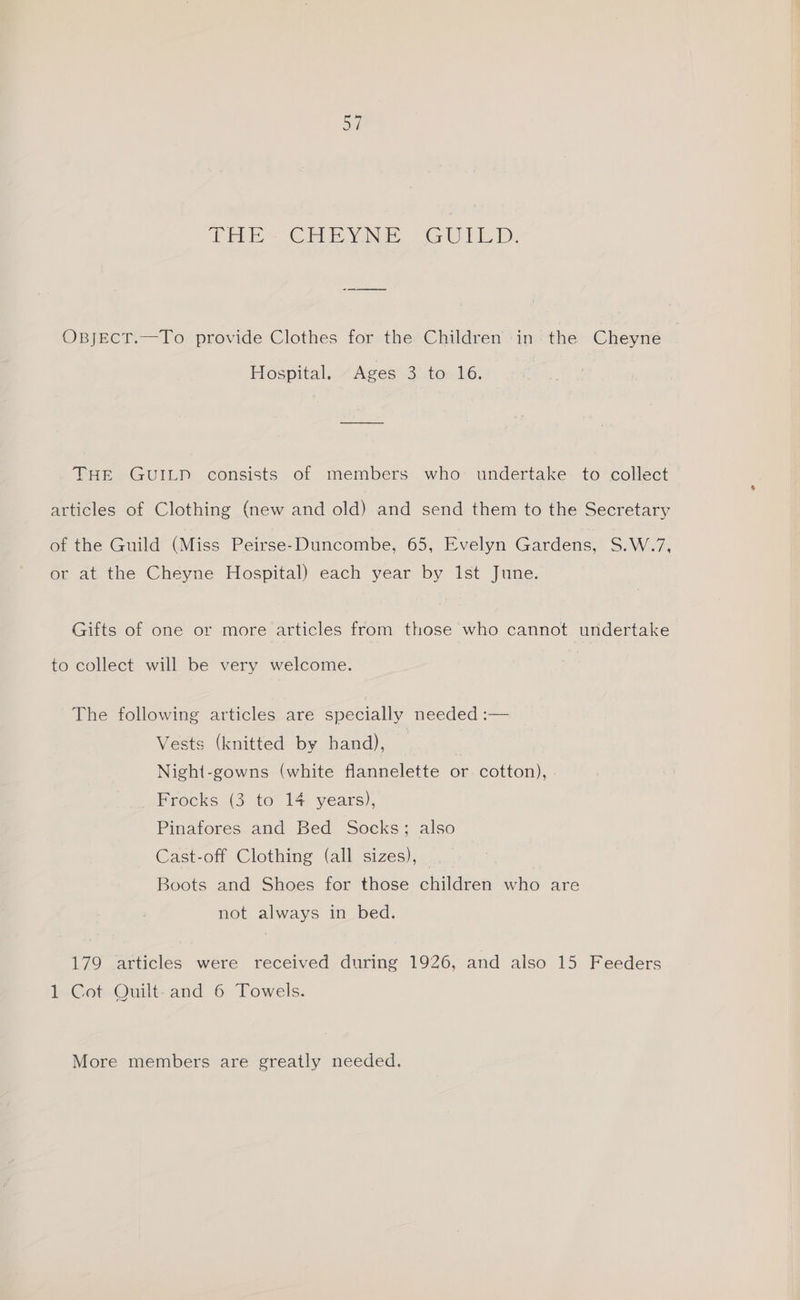 57
THE CHEYNE GUILD.
OBJECT.—To provide Clothes for the Children in the Cheyne
Hospital. Ages 3 to 16.
THE GUILD consists of members who undertake to collect
articles of Clothing (new and old) and send them to the Secretary
of the Guild (Miss Peirse-Duncombe, 65, Evelyn Gardens, S.W.7,
or at the Cheyne Hospital) each year by 1st June.
Gifts of one or more articles from those who cannot undertake
to collect will be very welcome.
The following articles are specially needed :—
Vests (knitted by hand),
Night-gowns (white flannelette or cotton),
Frocks (3 to 14 years),
Pinafores and Bed Socks; also
Cast-off Clothing (all sizes),
Boots and Shoes for those children who are
not always in bed.
179 articles were received during 1926, and also 15 Feeders
1 Cot Quilt and 6 Towels.
More members are greatly needed.